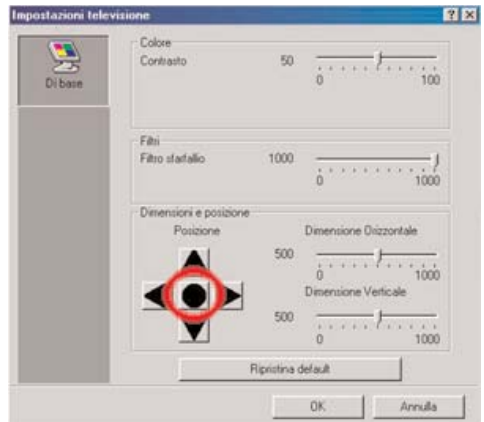 Impostazioni televisione
Di base
Colore
Contrasto 50
0 100
Filtri
Filtro sfarfallio 1000
0 1000
Dimensioni e posizione
Posizione
Dimensione Orizzontale
500
0 1000
Dimensione Verticale
500
0 1000
Ripristina default
OK Annulla